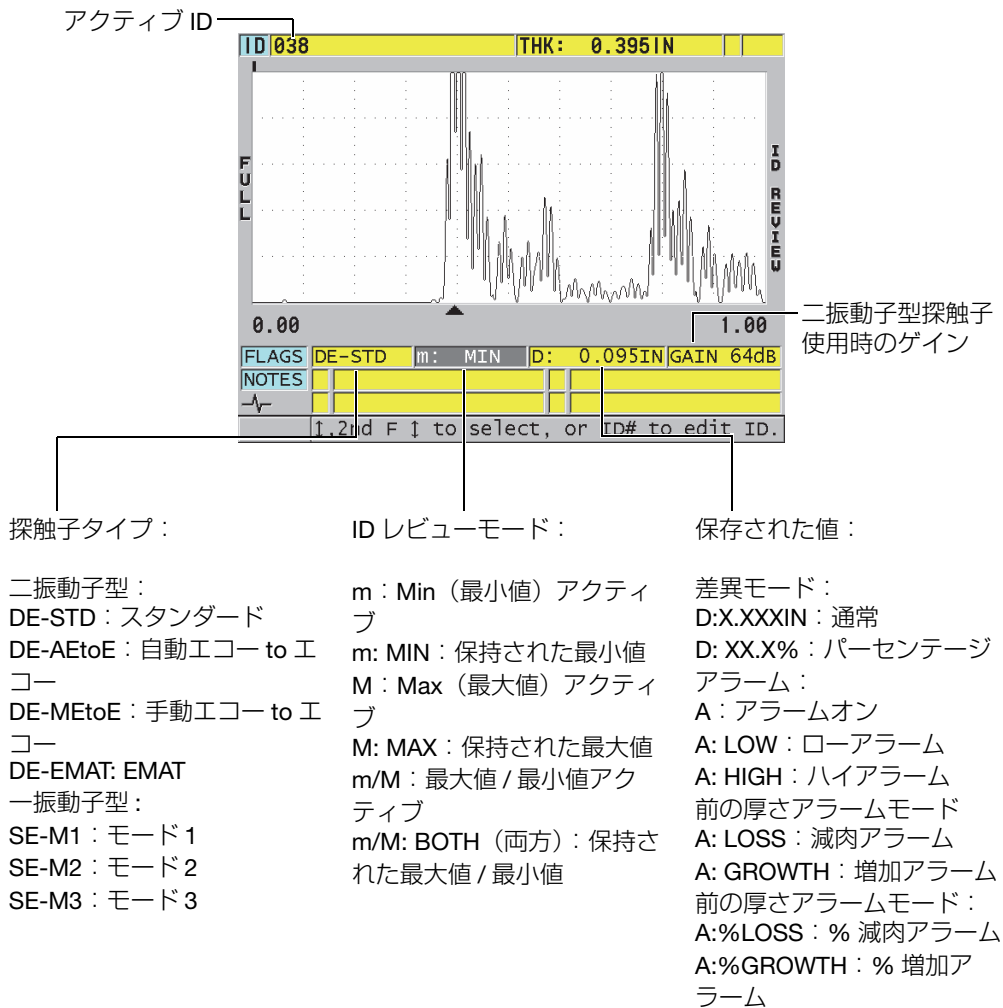 アクティブ ID
ID 038 THK: 0.395IN
FULL
ID REVIEW
0.00 1.00
二振動子型探触子
使用時のゲイン
FLAGS DE-STD m: MIN D: 0.095IN GAIN 64dB
NOTES
↕,2nd F ↕ to select, or ID# to edit ID.
探触子タイプ：
二振動子型：
DE-STD：スタンダード
DE-AEtoE：自動エコー to エ
コー
DE-MEtoE：手動エコー to エ
コー
DE-EMAT: EMAT
一振動子型 :
SE-M1：モード 1
SE-M2：モード 2
SE-M3：モード 3
ID レビューモード：
m：Min（最小値）アクティ
ブ
m: MIN：保持された最小値
M：Max（最大値）アクティ
ブ
M: MAX：保持された最大値
m/M：最大値 / 最小値アク
ティブ
m/M: BOTH（両方）：保持さ
れた最大値 / 最小値
保存された値：
差異モード：
D:X.XXXIN：通常
D: XX.X%：パーセンテージ
アラーム：
A：アラームオン
A: LOW：ローアラーム
A: HIGH：ハイアラーム
前の厚さアラームモード
A: LOSS：減肉アラーム
A: GROWTH：増加アラーム
前の厚さアラームモード：
A:%LOSS：% 減肉アラーム
A:%GROWTH：% 増加ア
ラーム